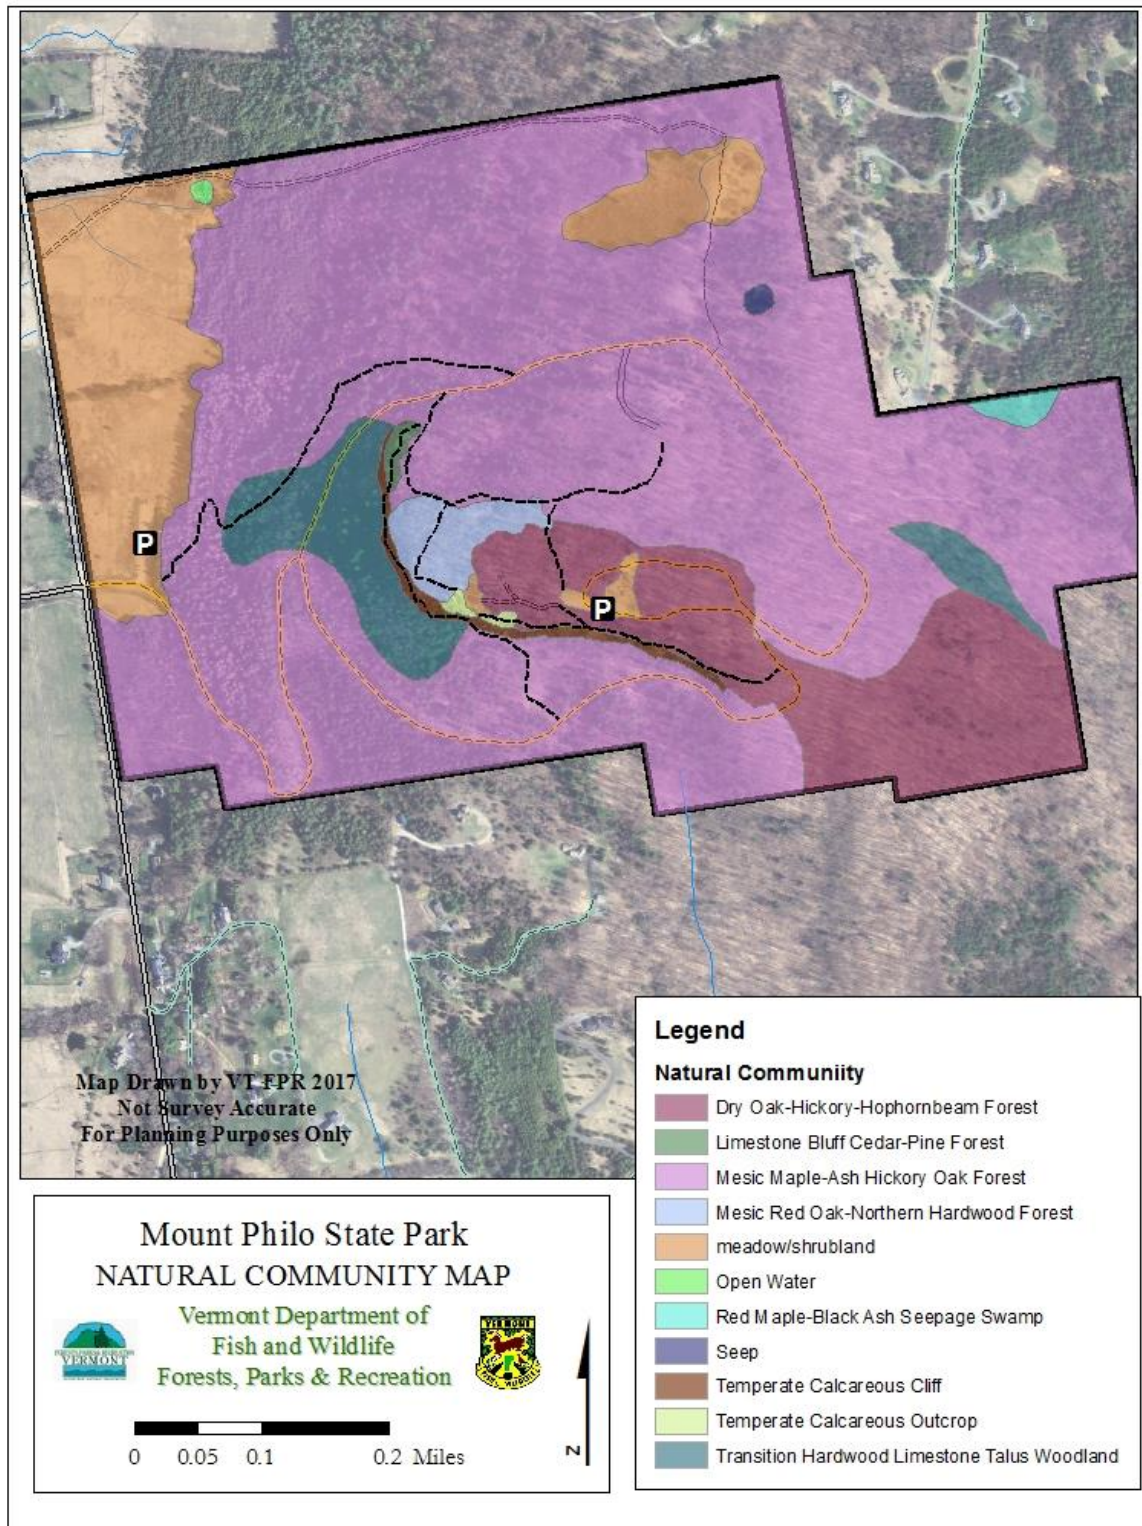 P
P
Map Drawn by VT FPR 2017
Not Survey Accurate
For Planning Purposes Only
Legend
Natural Communiity
Dry Oak-Hickory-Hophornbeam Forest
Limestone Bluff Cedar-Pine Forest
Mesic Maple-Ash Hickory Oak Forest
Mesic Red Oak-Northern Hardwood Forest
meadow/shrubland
Open Water
Red Maple-Black Ash Seepage Swamp
Seep
Temperate Calcareous Cliff
Temperate Calcareous Outcrop
Transition Hardwood Limestone Talus Woodland
Mount Philo State Park
NATURAL COMMUNITY MAP
Vermont Department of
Fish and Wildlife
Forests, Parks & Recreation
VERMONT
VERMONT
0 0.05 0.1 0.2 Miles
N